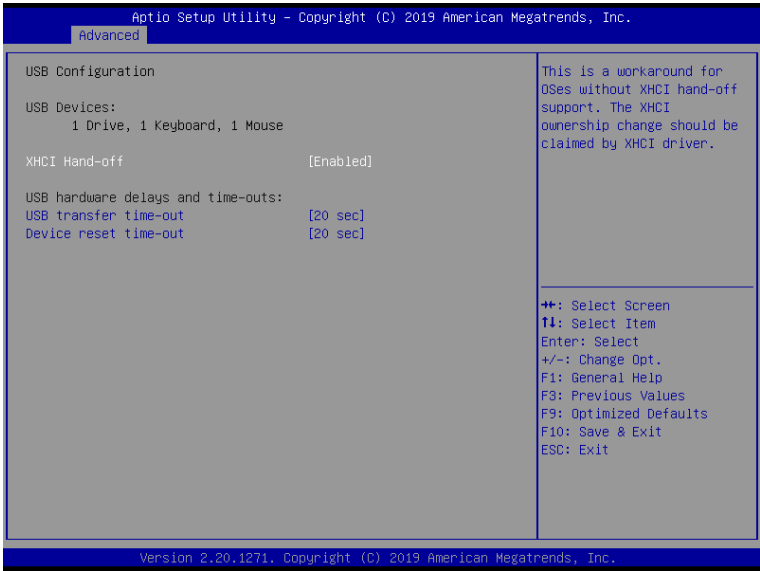 Aptio Setup Utility – Copyright (C) 2019 American Megatrends, Inc.
Advanced
USB Configuration
USB Devices:
1 Drive, 1 Keyboard, 1 Mouse
XHCI Hand-off [Enabled]
USB hardware delays and time-outs:
USB transfer time-out [20 sec]
Device reset time-out [20 sec]
This is a workaround for
OSes without XHCI hand-off
support. The XHCI
ownership change should be
claimed by XHCI driver.
→←: Select Screen
↑↓: Select Item
Enter: Select
+/-: Change Opt.
F1: General Help
F3: Previous Values
F9: Optimized Defaults
F10: Save & Exit
ESC: Exit
Version 2.20.1271. Copyright (C) 2019 American Megatrends, Inc.